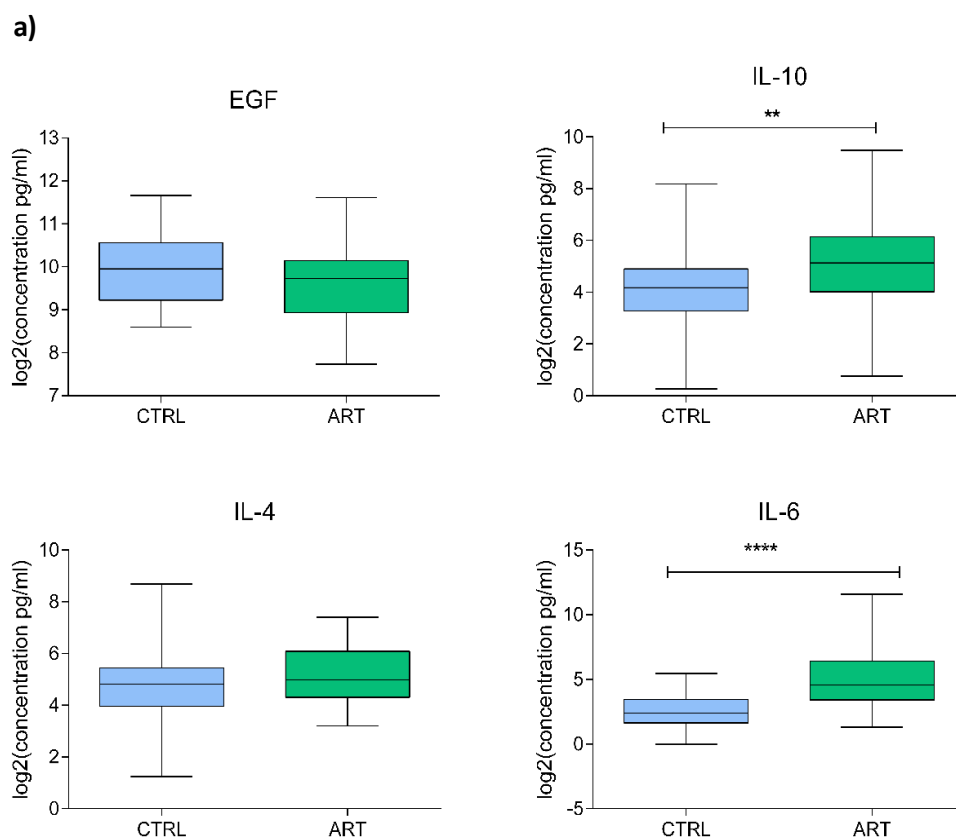 a)
EGF
log2(concentration pg/ml)
13
12
11
10
9
8
7
CTRL
ART
IL-10
**
log2(concentration pg/ml)
10
8
6
4
2
0
CTRL
ART
IL-4
log2(concentration pg/ml)
10
8
6
4
2
0
CTRL
ART
IL-6
****
log2(concentration pg/ml)
15
10
5
0
-5
CTRL
ART